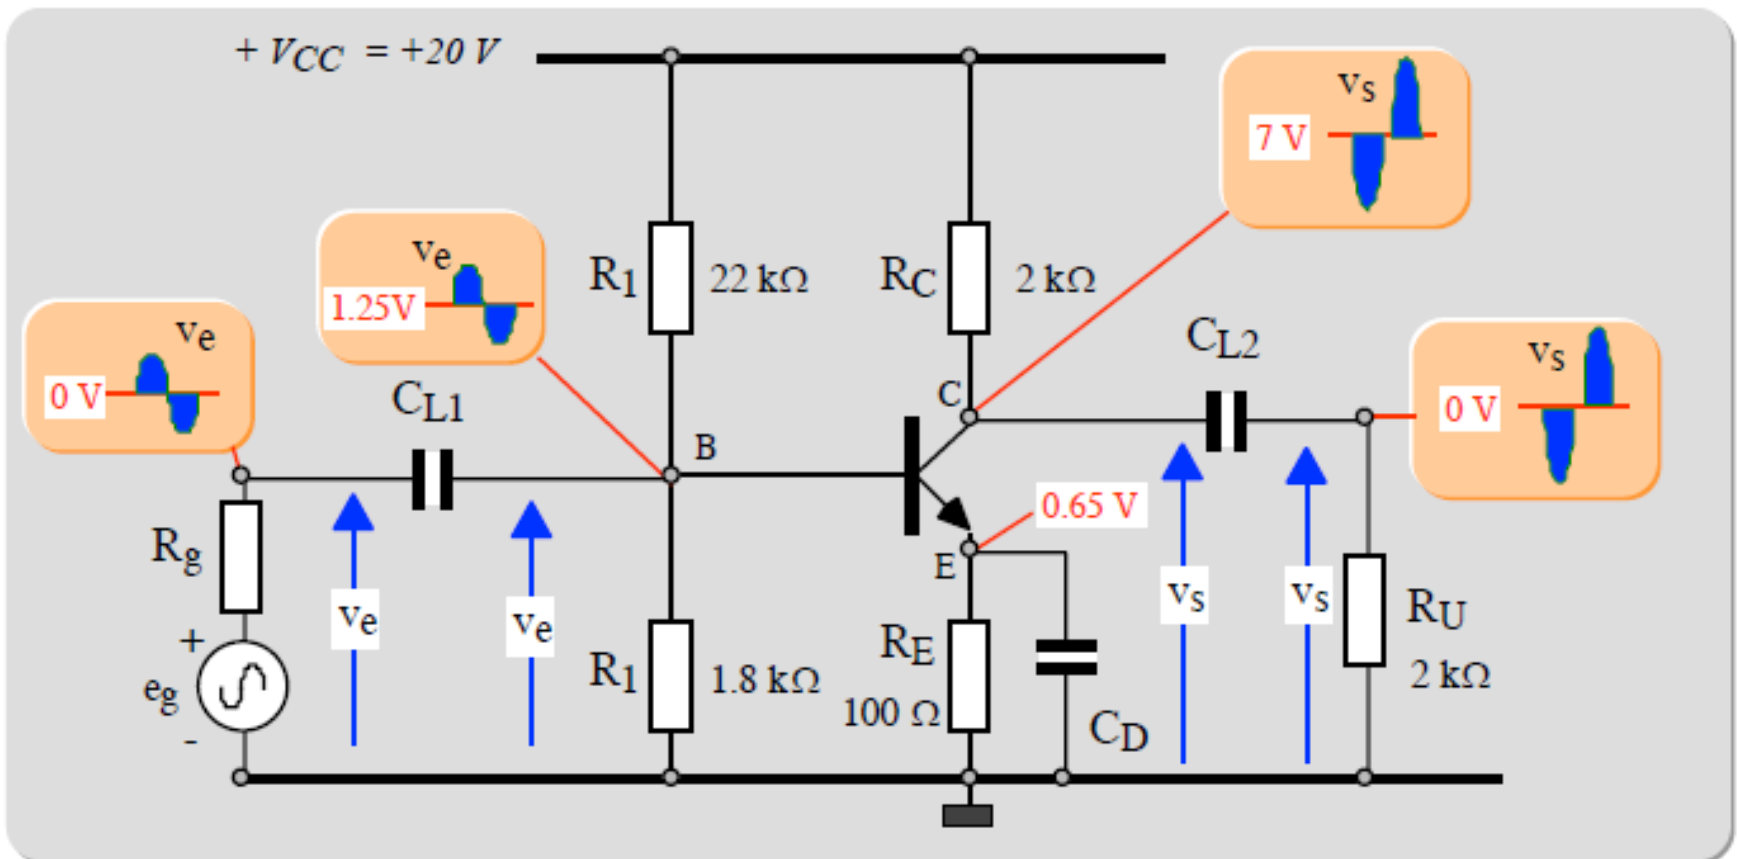 + VCC = +20 V
vs
7 V
ve
1.25V
R1
22 kΩ
RC
2 kΩ
ve
0 V
CL1
B
C
CL2
vs
0 V
0.65 V
E
Rg
ve
ve
vs
vs
RU
2 kΩ
+
eg
-
R1
1.8 kΩ
RE
100 Ω
CD